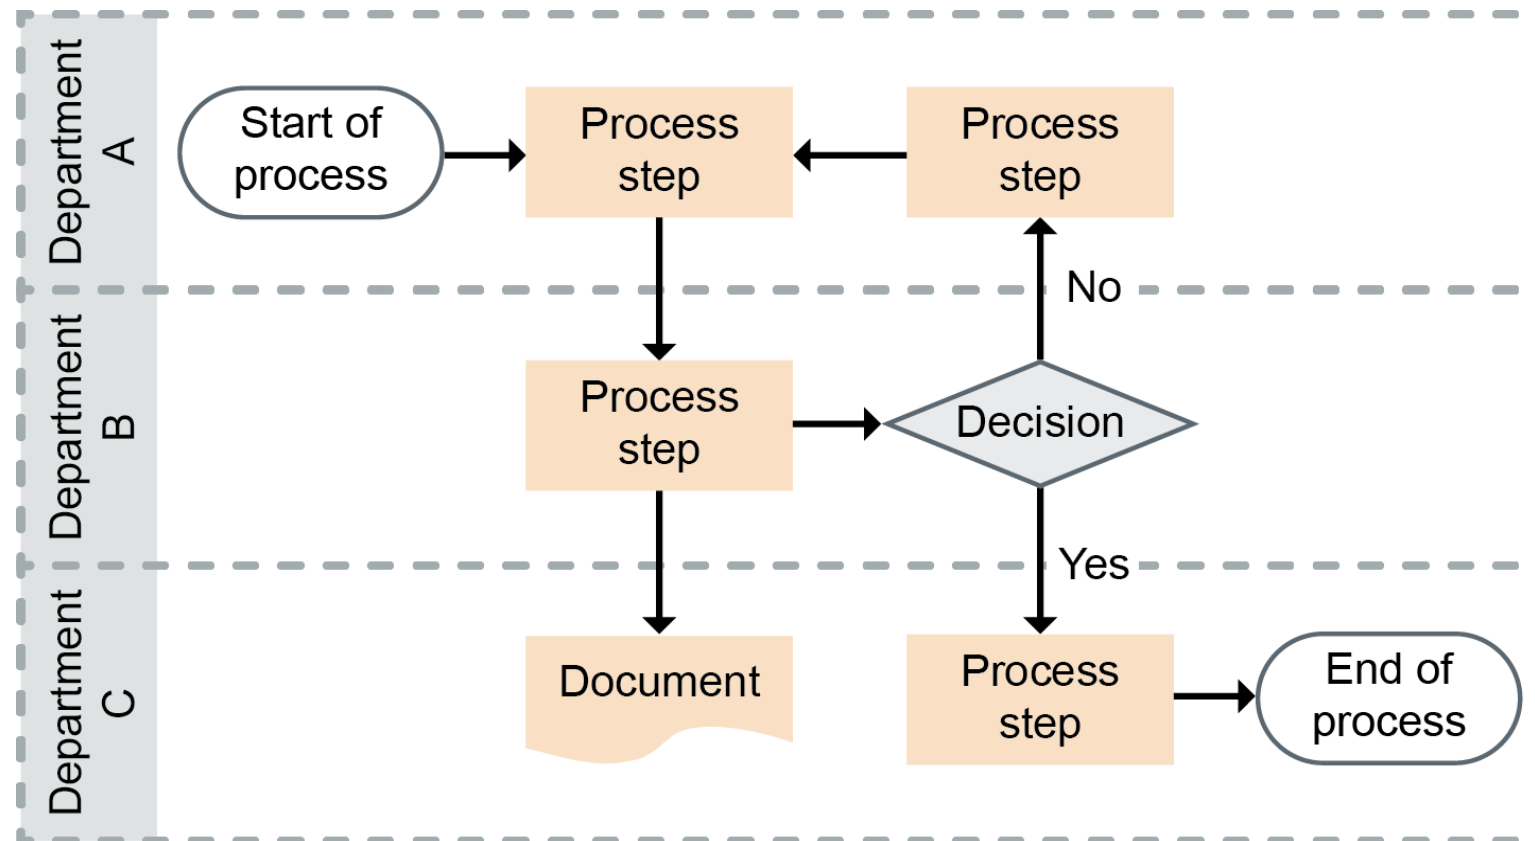 Department
A
Start of
process
Process
step
Process
step
No
Department
B
Process
step
Decision
Yes
Department
C
Document
Process
step
End of
process